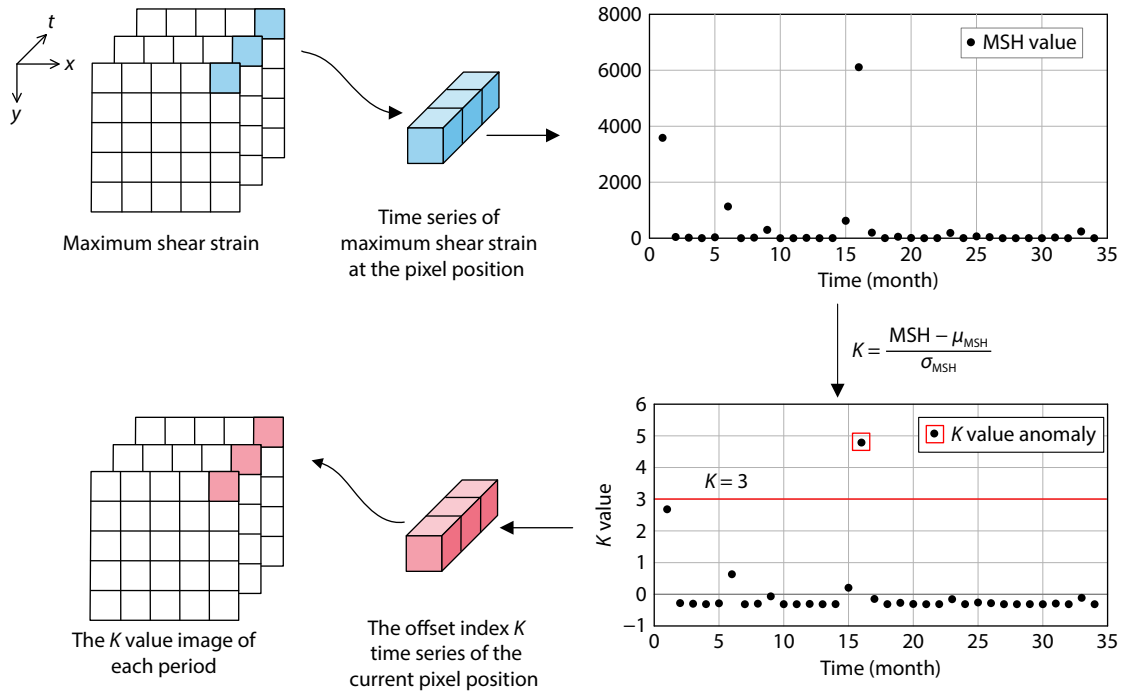 t
x
y
Maximum shear strain
Time series of
maximum shear strain
at the pixel position
MSH value
8000
6000
4000
2000
0
0 5 10 15 20 25 30 35
Time (month)
K = (MSH − μMSH) / σMSH
The K value image of
each period
The offset index K
time series of the
current pixel position
K value anomaly
K = 3
K value
6
5
4
3
2
1
0
−1
0 5 10 15 20 25 30 35
Time (month)